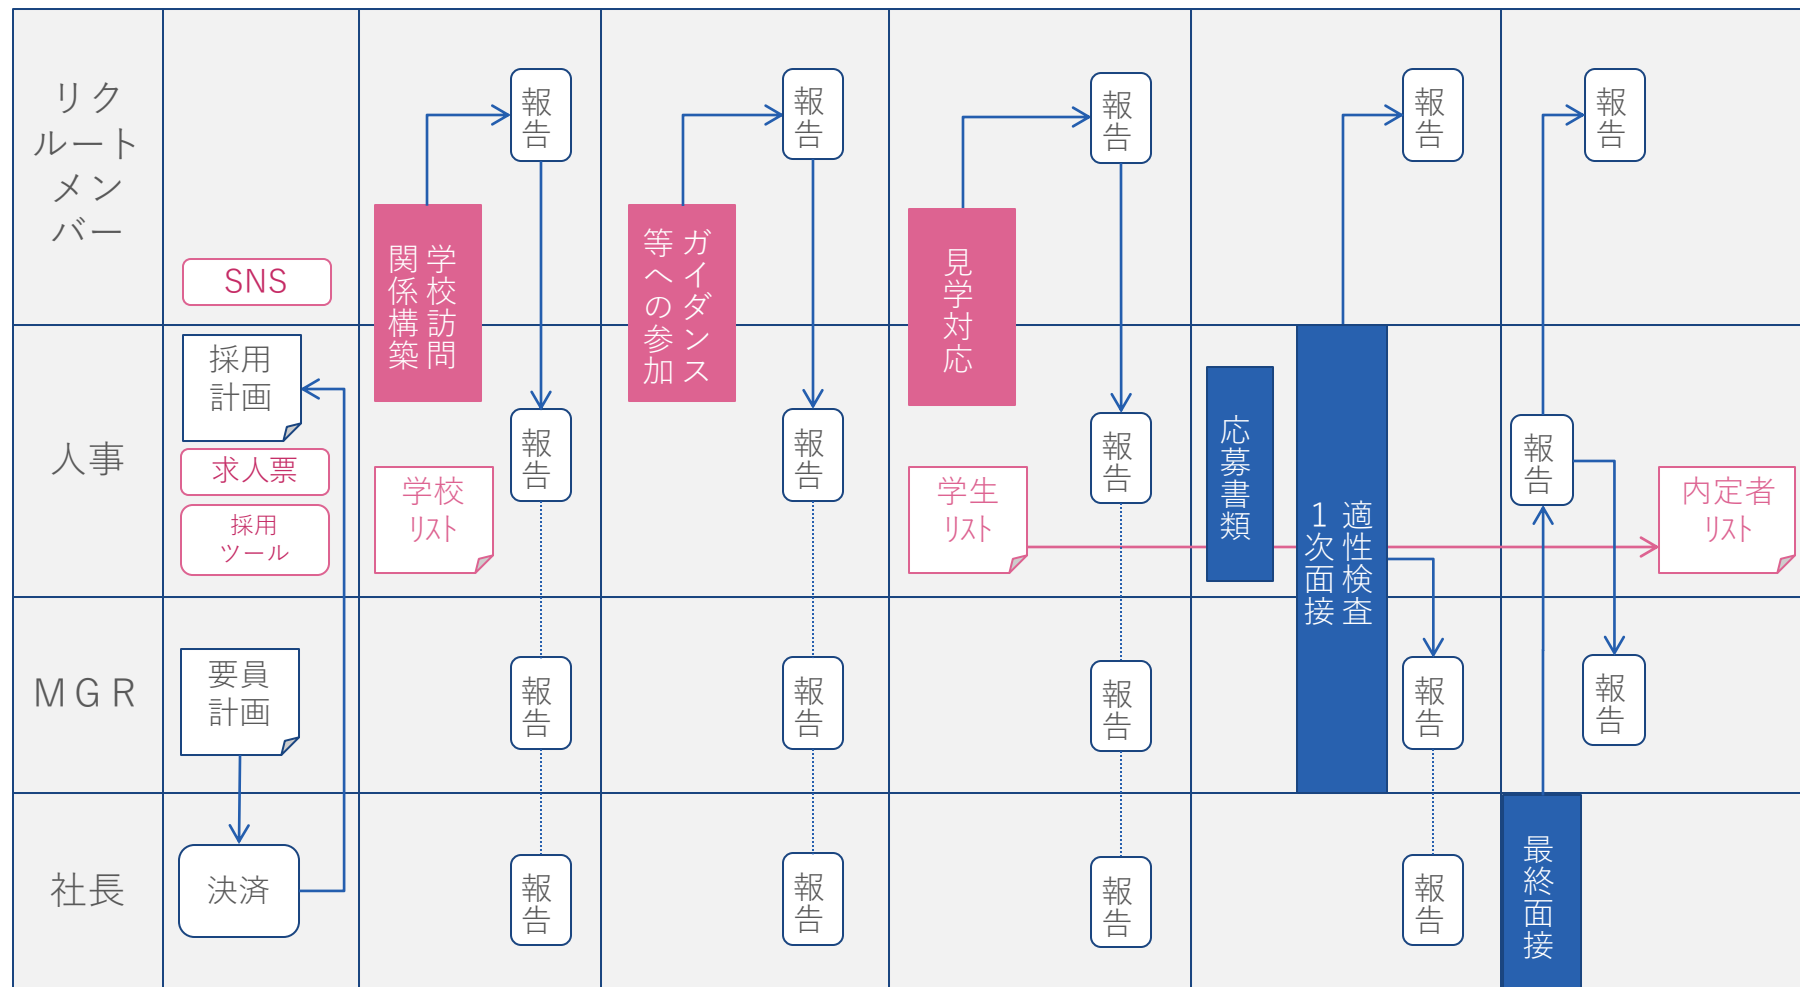 リク
ルート
メン
バー
SNS
学校訪問
関係構築
報告
ガイダンス
等への参加
報告
見学対応
報告
報告
報告
人事
採用
計画
求人票
採用
ツール
学校
リスト
報告
報告
学生
リスト
報告
応募書類
適性検査
１次面接
報告
内定者
リスト
ＭＧＲ
要員
計画
報告
報告
報告
報告
報告
社長
決済
報告
報告
報告
報告
最終面接